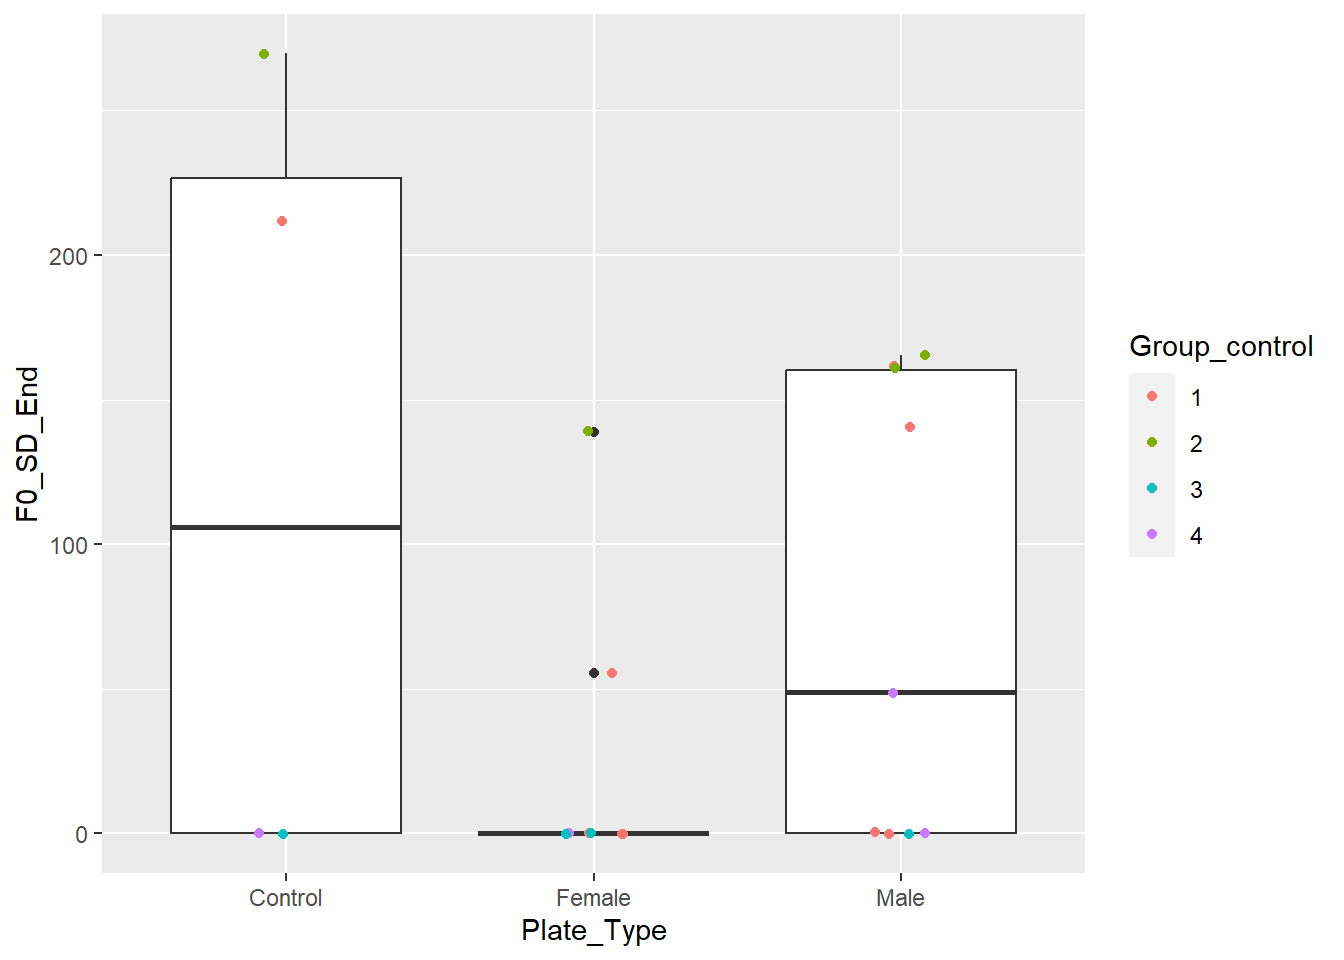 F0_SD_End
200
100
0
Control
Female
Male
Plate_Type
Group_control
1
2
3
4